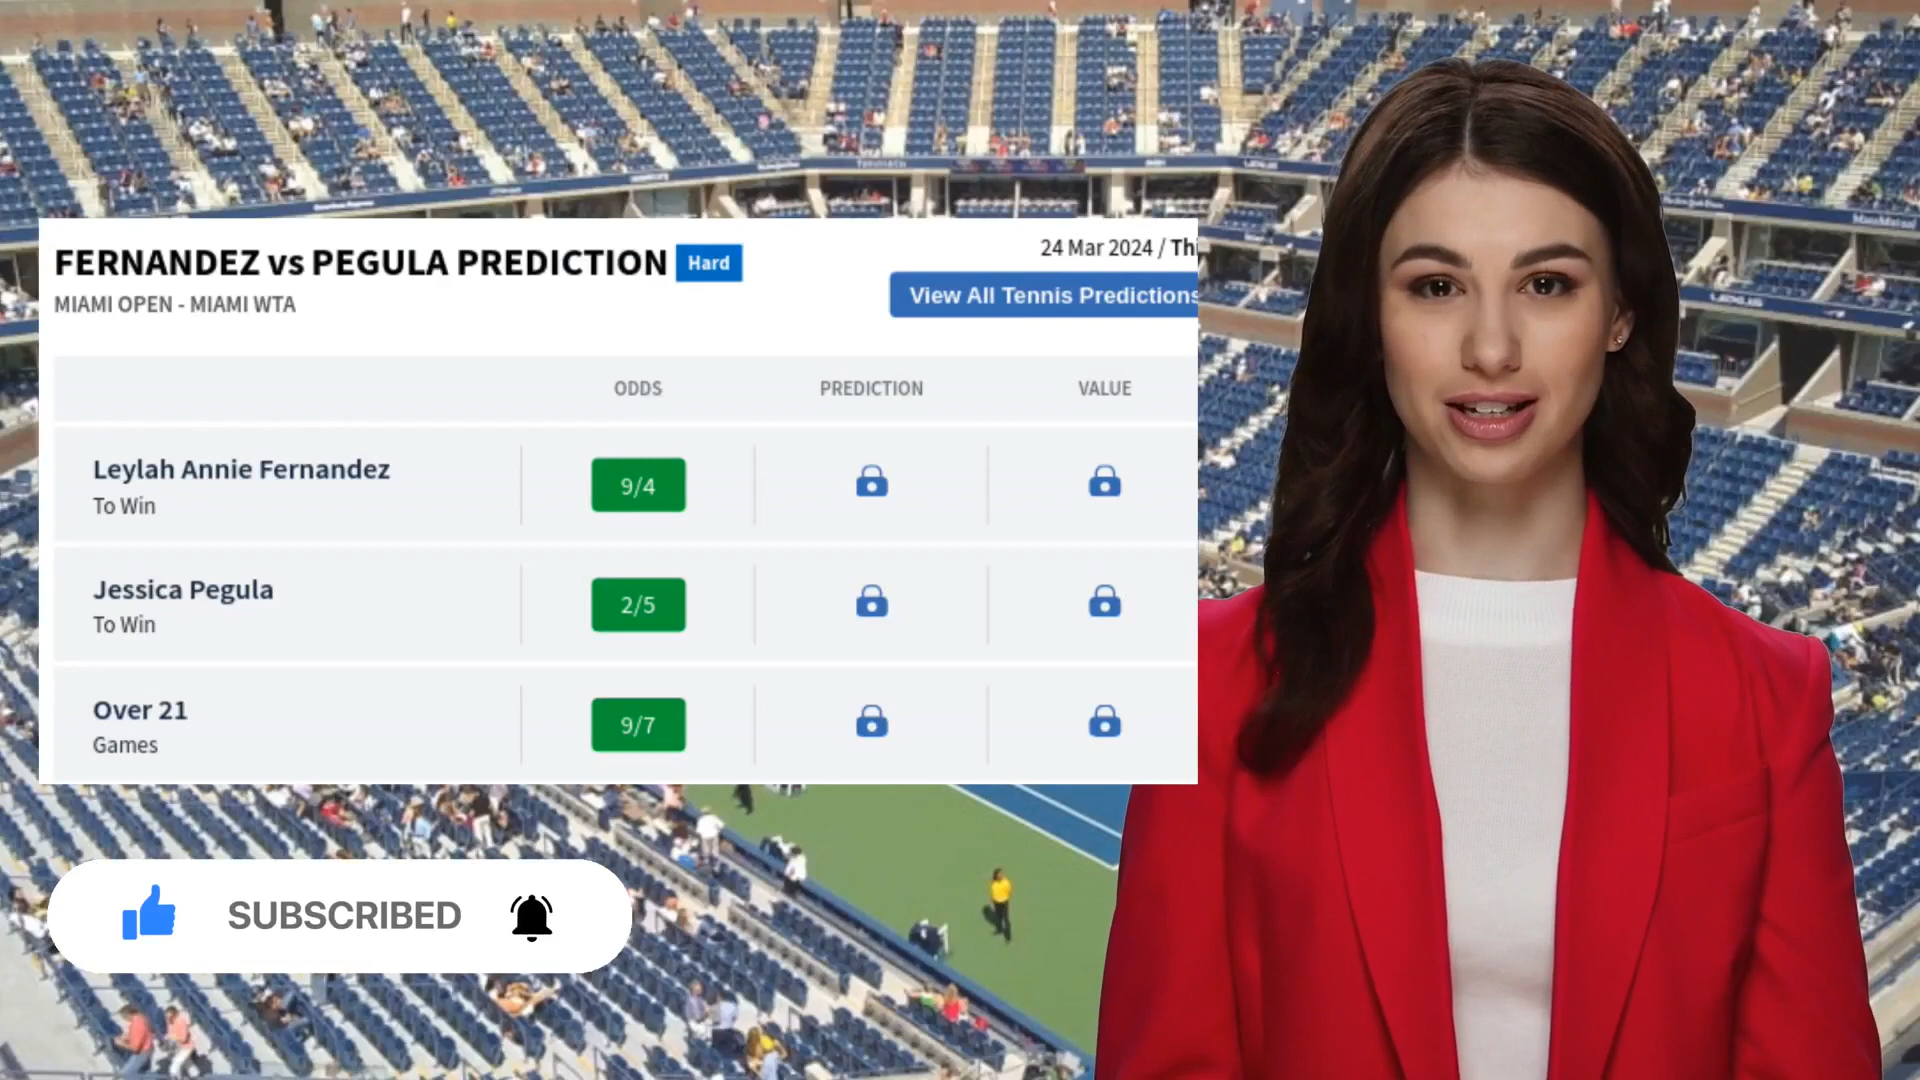 FERNANDEZ vs PEGULA PREDICTION Hard
24 Mar 2024 / Thi
MIAMI OPEN - MIAMI WTA
View All Tennis Predictions
ODDS PREDICTION VALUE
Leylah Annie Fernandez
To Win
9/4
Jessica Pegula
To Win
2/5
Over 21
Games
9/7
SUBSCRIBED